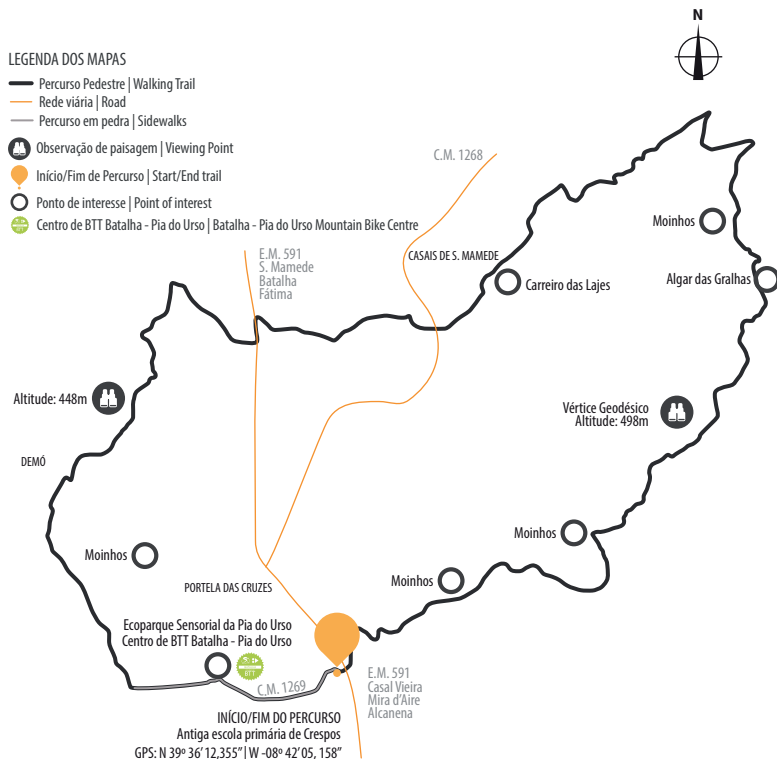 N
LEGENDA DOS MAPAS
Percurso Pedestre | Walking Trail
Rede viária | Road
Percurso em pedra | Sidewalks
Observação de paisagem | Viewing Point
Início/Fim de Percurso | Start/End trail
Ponto de interesse | Point of interest
Centro de BTT Batalha - Pia do Urso | Batalha - Pia do Urso Mountain Bike Centre
C.M. 1268
Moinhos
E.M. 591
S. Mamede
Batalha
Fátima
CASAIS DE S. MAMEDE
Carreiro das Lajes
Algar das Gralhas
Altitude: 448m
Vértice Geodésico
Altitude: 498m
DEMÓ
Moinhos
Moinhos
Moinhos
PORTELA DAS CRUZES
Ecoparque Sensorial da Pia do Urso
Centro de BTT Batalha - Pia do Urso
BTT
C.M. 1269
E.M. 591
Casal Vieira
Mira d'Aire
Alcanena
INÍCIO/FIM DO PERCURSO
Antiga escola primária de Crespos
GPS: N 39º 36’ 12,355” | W -08º 42’ 05, 158”